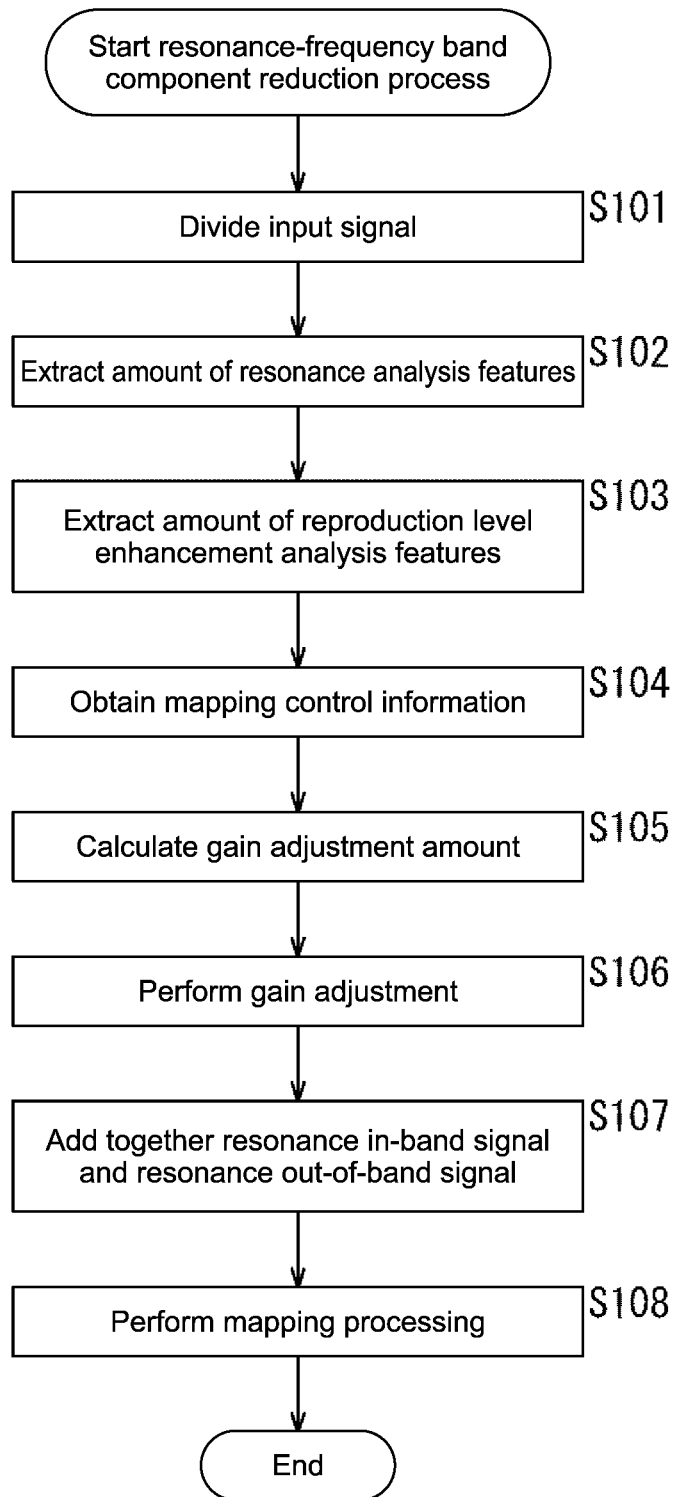 Start resonance-frequency band
component reduction process
S101
Divide input signal
S102
Extract amount of resonance analysis features
S103
Extract amount of reproduction level
enhancement analysis features
S104
Obtain mapping control information
S105
Calculate gain adjustment amount
S106
Perform gain adjustment
S107
Add together resonance in-band signal
and resonance out-of-band signal
S108
Perform mapping processing
End